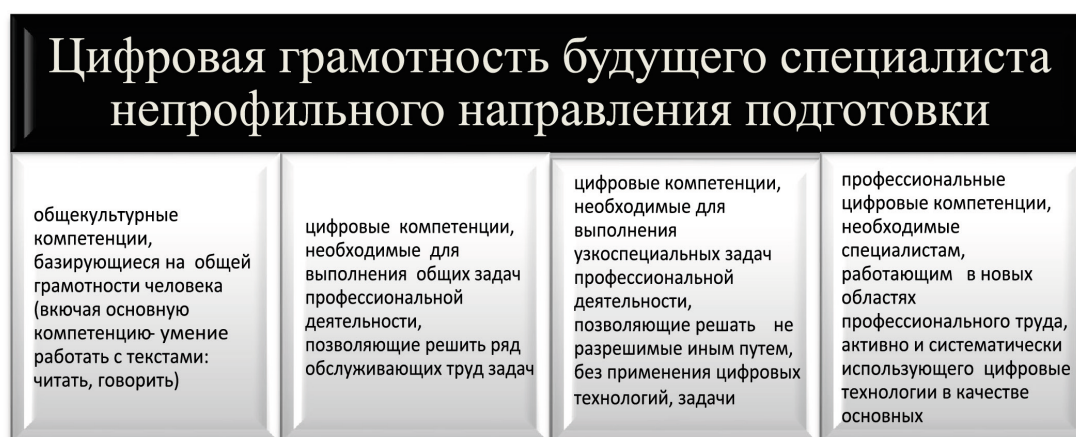 Цифровая грамотность будущего специалиста
непрофильного направления подготовки
общекультурные
компетенции,
базирующиеся на общей
грамотности человека
(вкючая основную
компетенцию- умение
работать с текстами:
читать, говорить)
цифровые компетенции,
необходимые для
выполнения общих задач
профессиональной
деятельности,
позволяющие решить ряд
обслуживающих труд задач
цифровые компетенции,
необходимые для
выполнения
узкоспециальных задач
профессиональной
деятельности,
позволяющие решать не
разрешимые иным путем,
без применения цифровых
технологий, задачи
профессиональные
цифровые компетенции,
необходимые
специалистам,
работающим в новых
областях
профессионального труда,
активно и систематически
использующего цифровые
технологии в качестве
основных